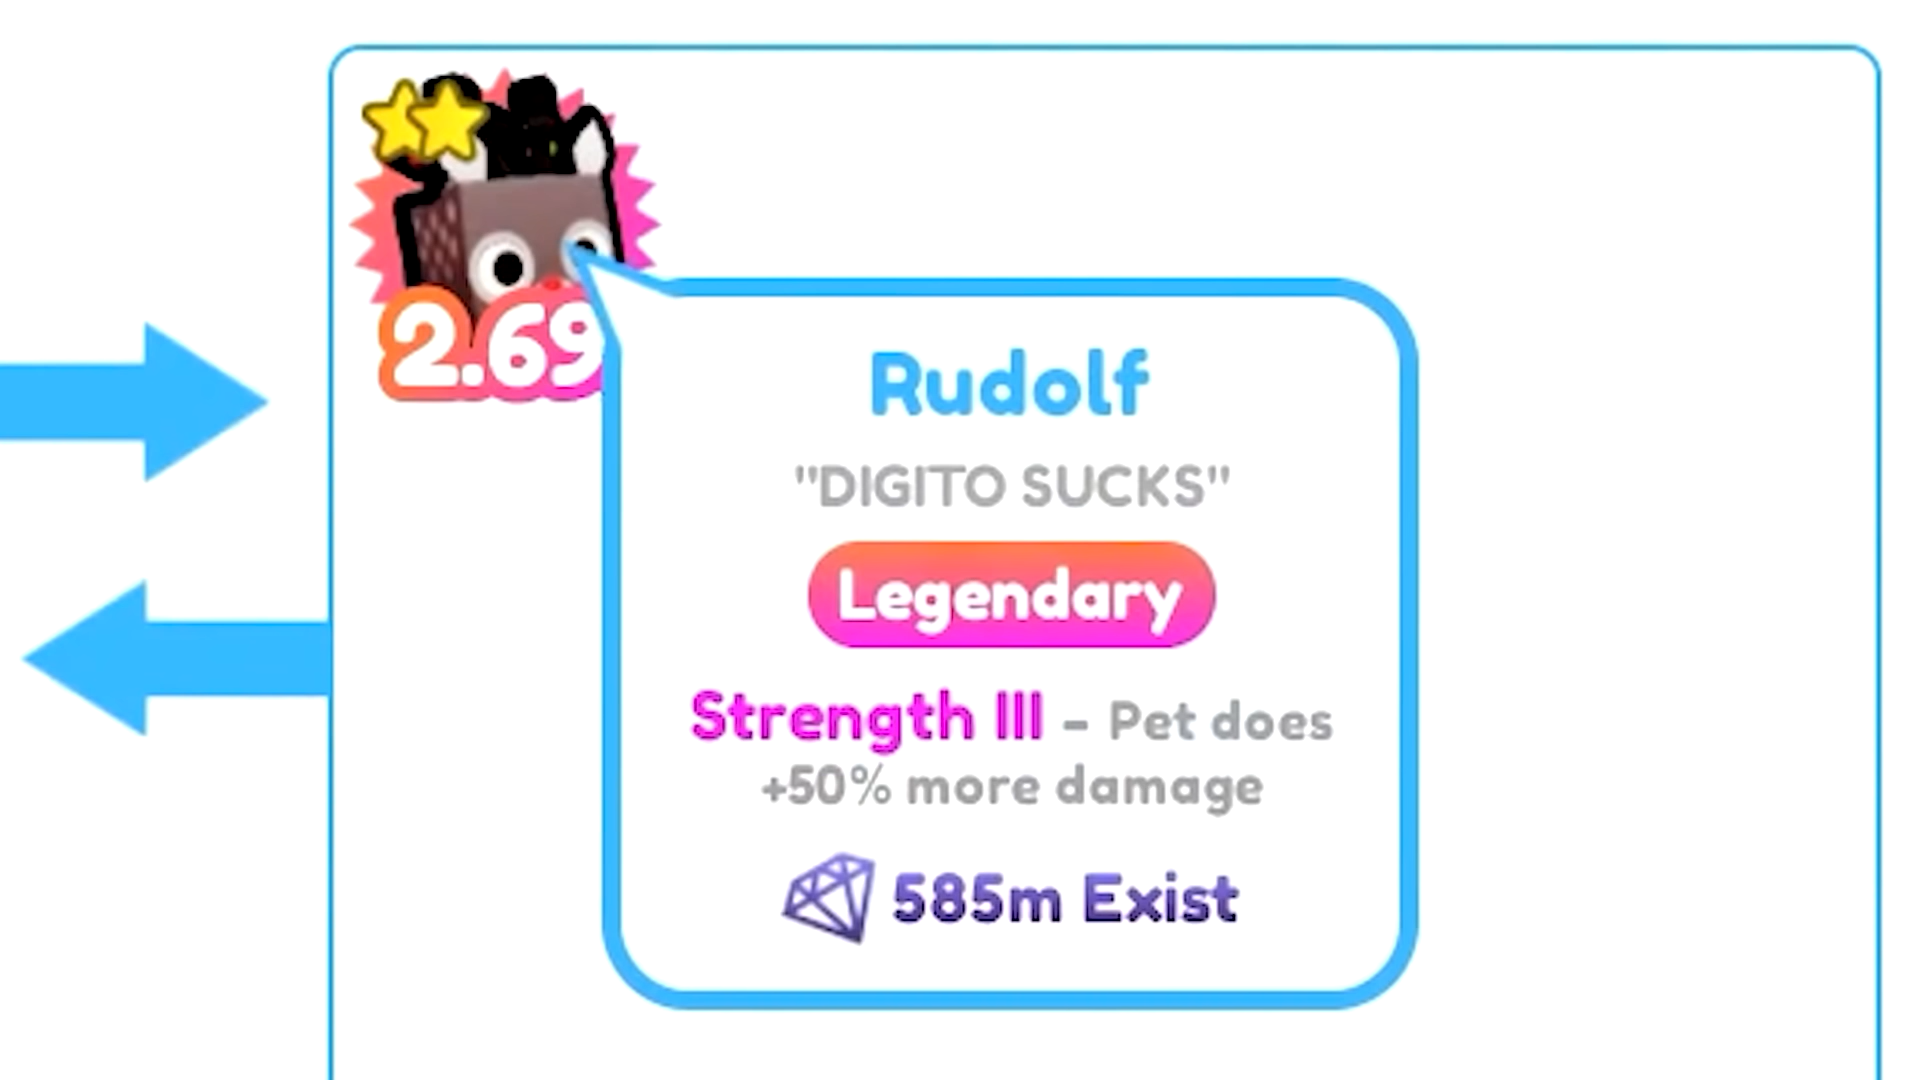 2.69
Rudolf
"DIGITO SUCKS"
Legendary
Strength III - Pet does
+50% more damage
585m Exist